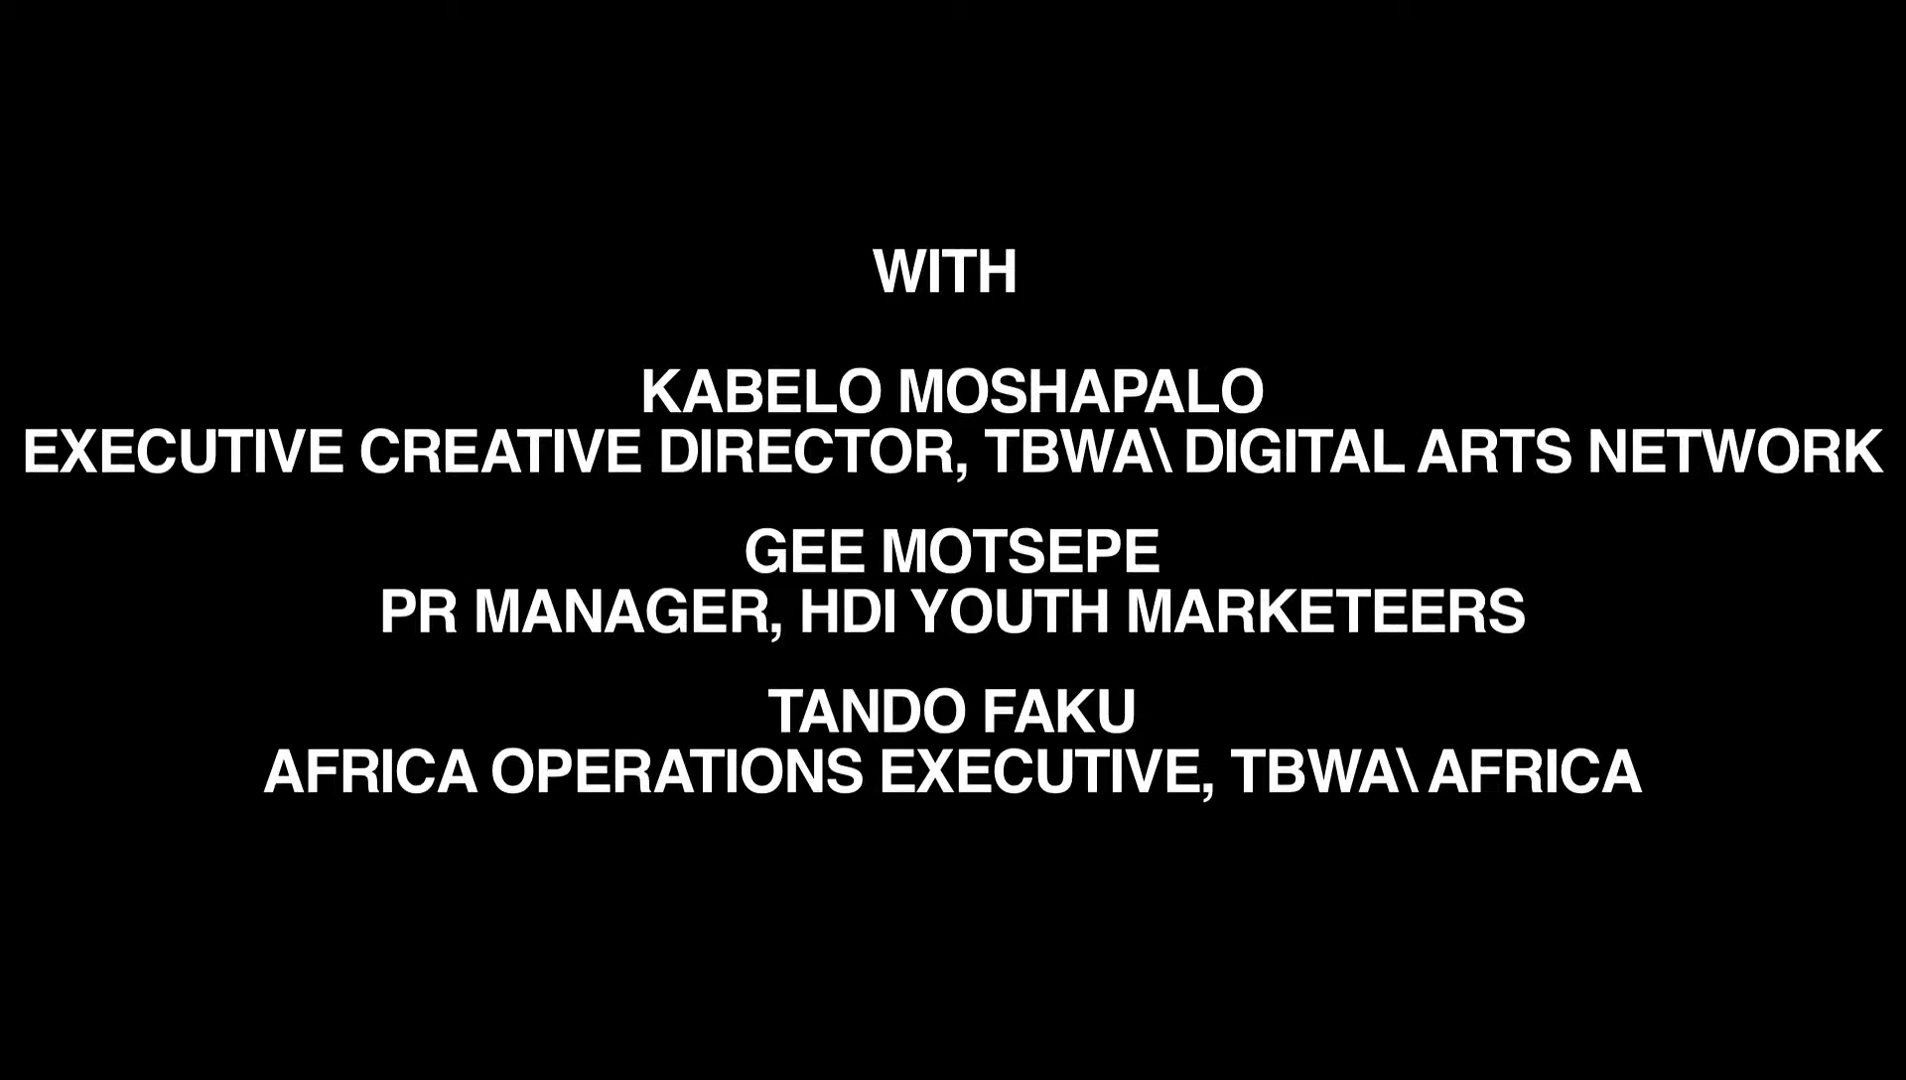 WITH
KABELO MOSHAPALO
EXECUTIVE CREATIVE DIRECTOR, TBWA\ DIGITAL ARTS NETWORK
GEE MOTSEPE
PR MANAGER, HDI YOUTH MARKETEERS
TANDO FAKU
AFRICA OPERATIONS EXECUTIVE, TBWA\ AFRICA